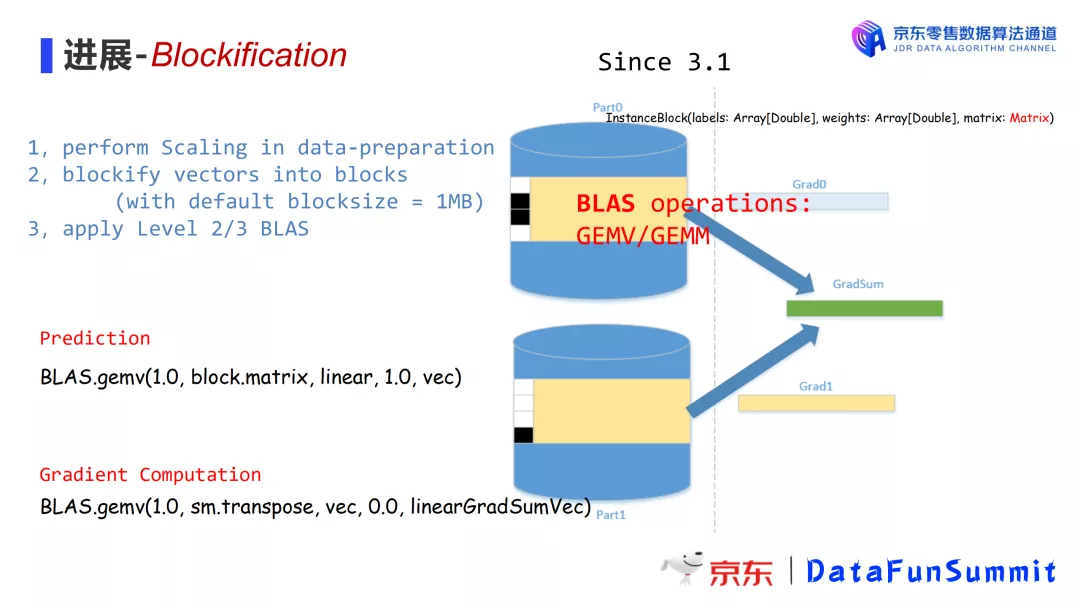 进展-Blockification
京东零售数据算法通道
JDR DATA ALGORITHM CHANNEL
Since 3.1
Part0
InstanceBlock(labels: Array[Double], weights: Array[Double], matrix: Matrix)
1, perform Scaling in data-preparation
2, blockify vectors into blocks
(with default blocksize = 1MB)
3, apply Level 2/3 BLAS
Grad0
BLAS operations:
GEMV/GEMM
GradSum
Prediction
BLAS.gemv(1.0, block.matrix, linear, 1.0, vec)
Grad1
Gradient Computation
BLAS.gemv(1.0, sm.transpose, vec, 0.0, linearGradSumVec)
Part1
京东
DataFunSummit